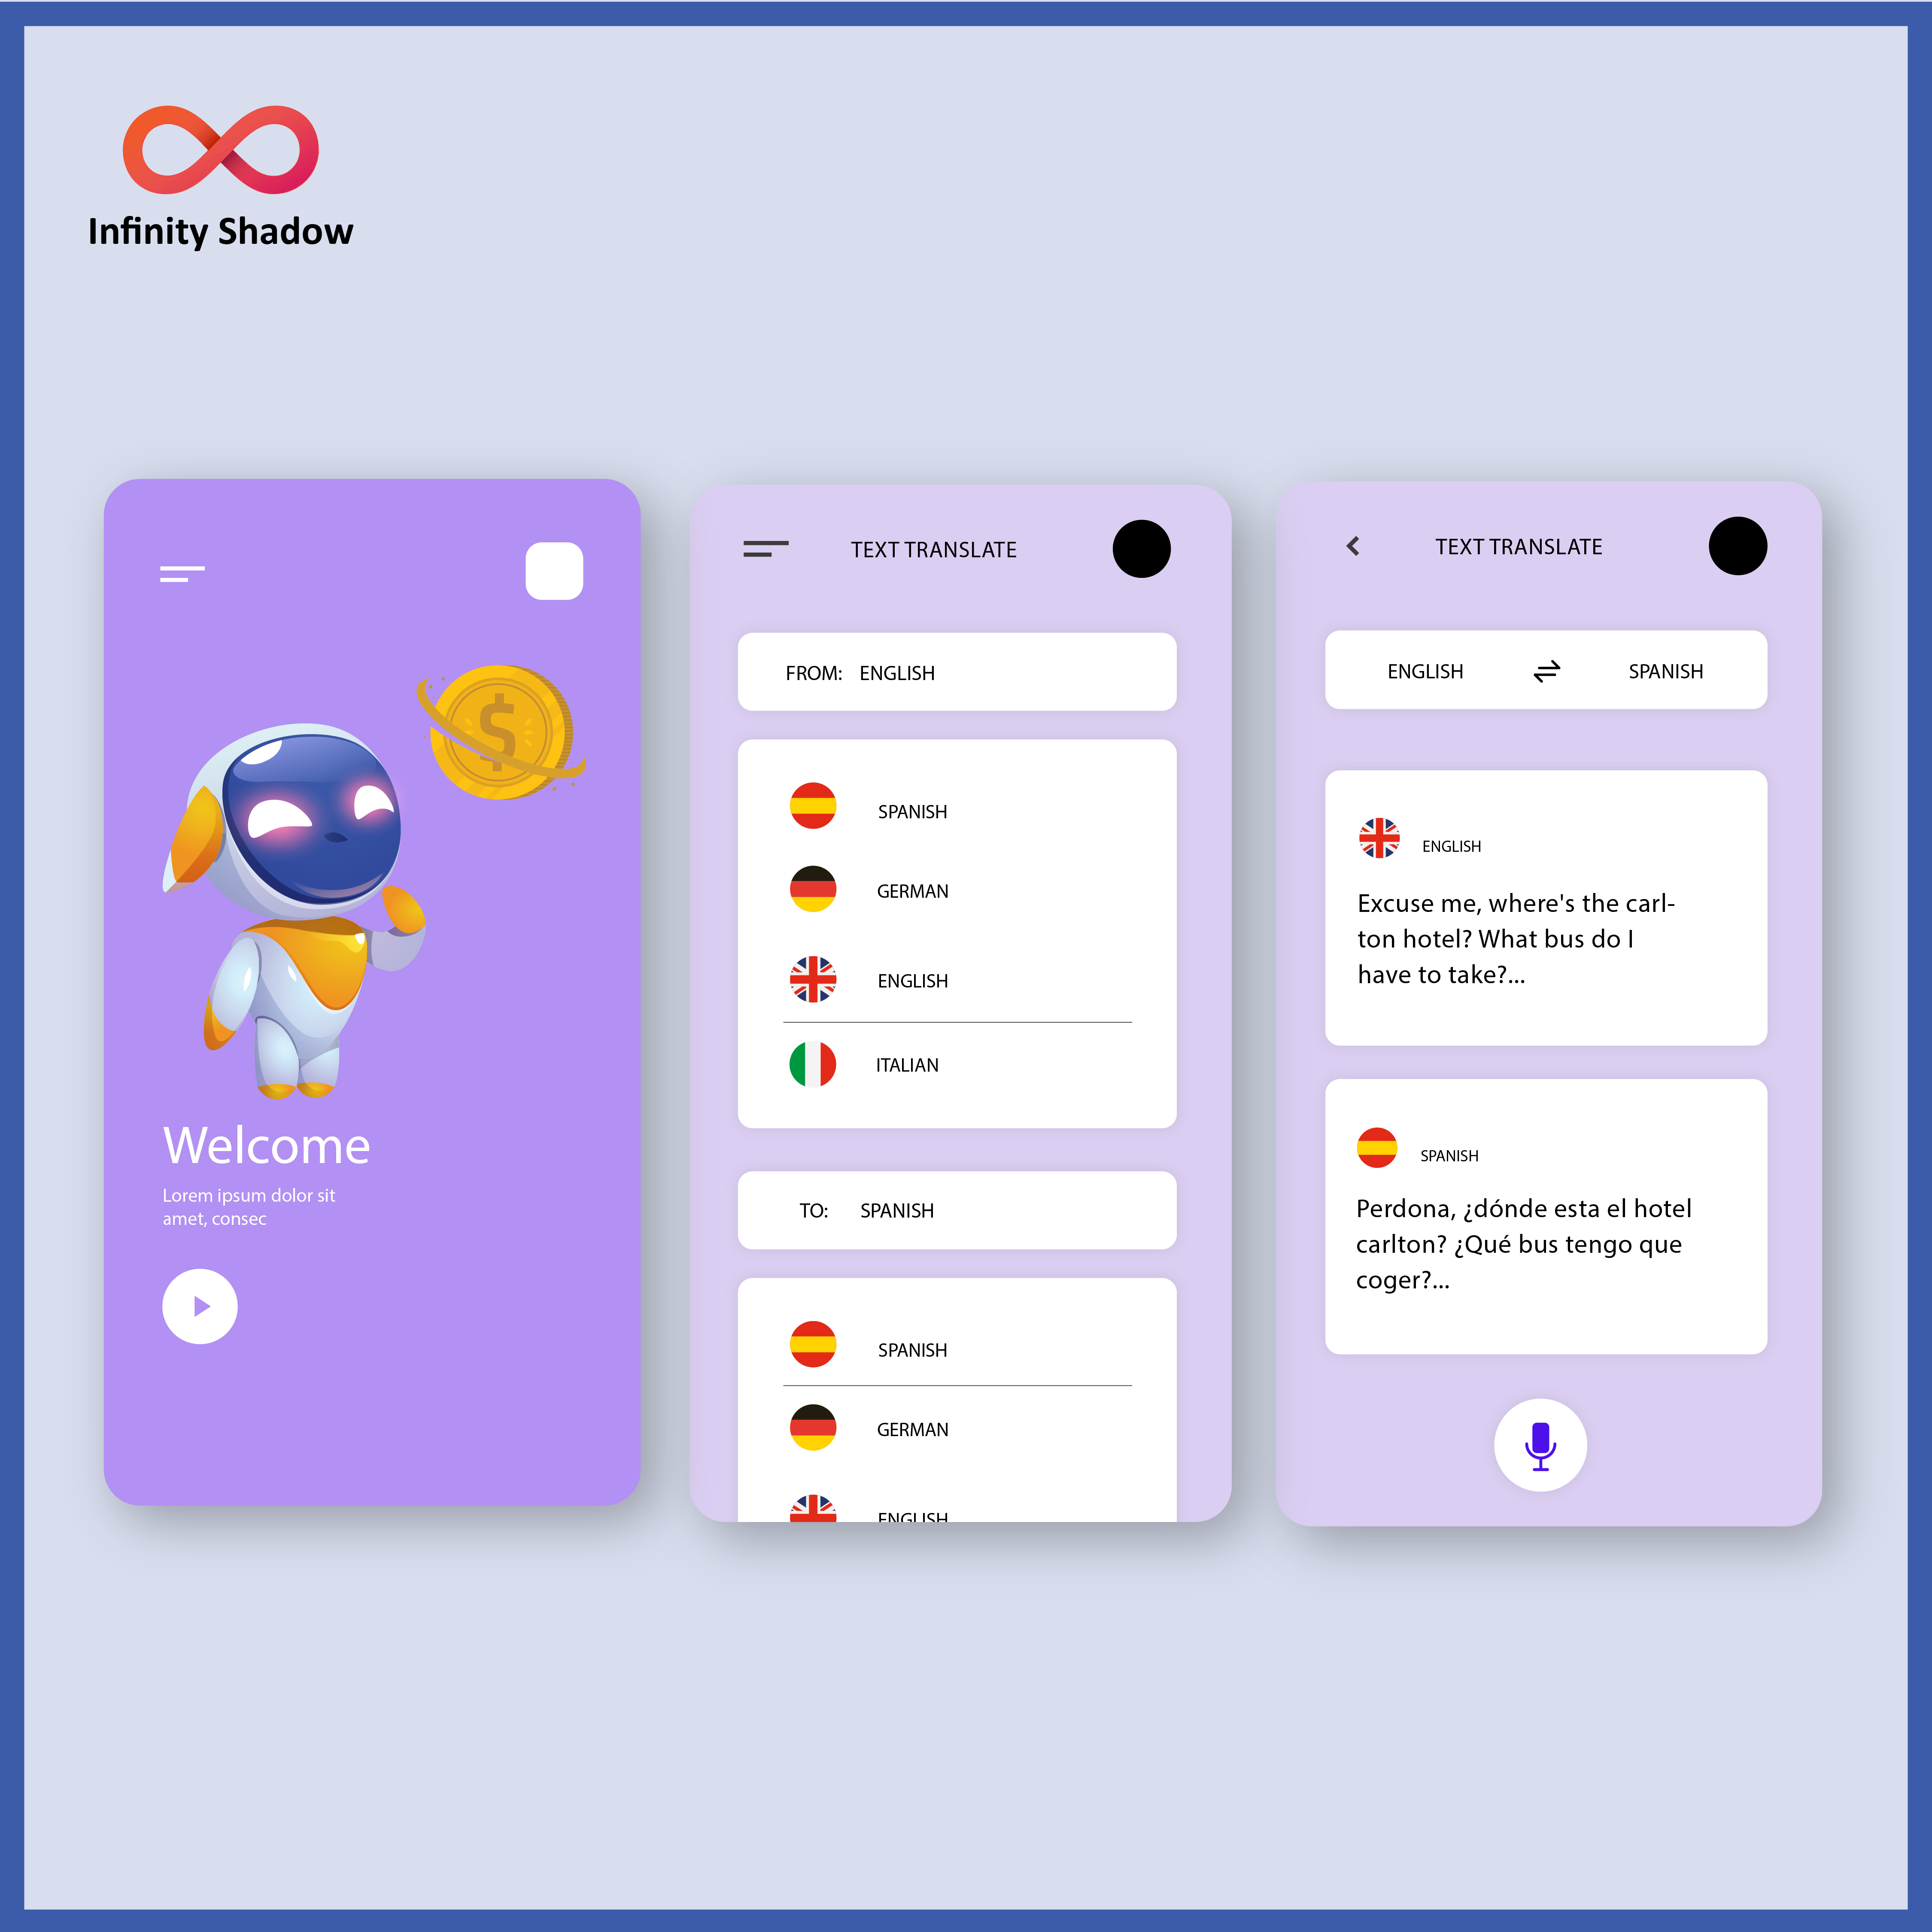 Infinity Shadow
Welcome
Lorem ipsum dolor sit
amet, consec
TEXT TRANSLATE
FROM: ENGLISH
SPANISH
GERMAN
ENGLISH
ITALIAN
TO: SPANISH
SPANISH
GERMAN
ENGLISH
TEXT TRANSLATE
ENGLISH SPANISH
ENGLISH
Excuse me, where's the carl-
ton hotel? What bus do I
have to take?...
SPANISH
Perdona, ¿dónde esta el hotel
carlton? ¿Qué bus tengo que
coger?...